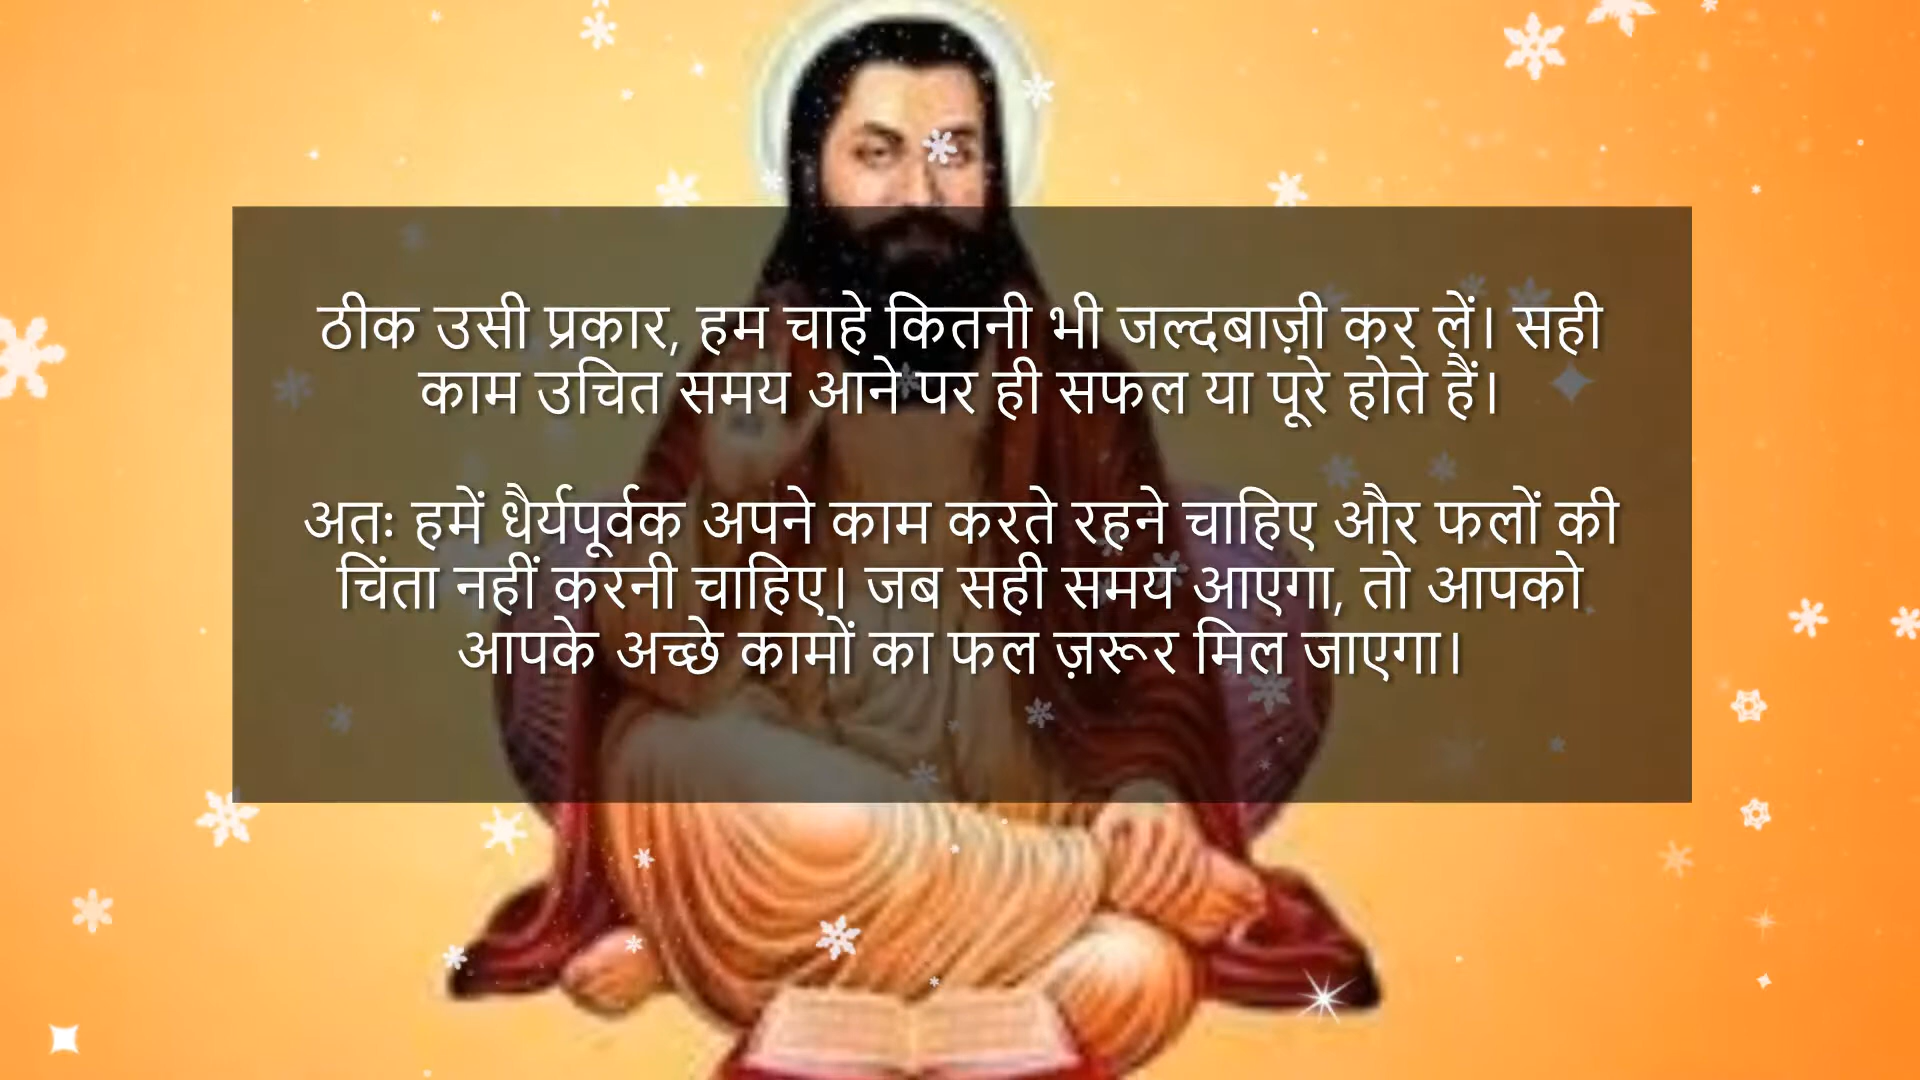 ठीक उसी प्रकार, हम चाहे कितनी भी जल्दबाज़ी कर लें। सही
काम उचित समय आने पर ही सफल या पूरे होते हैं।
अतः हमें धैर्यपूर्वक अपने काम करते रहने चाहिए और फलों की
चिंता नहीं करनी चाहिए। जब सही समय आएगा, तो आपको
आपके अच्छे कामों का फल ज़रूर मिल जाएगा।